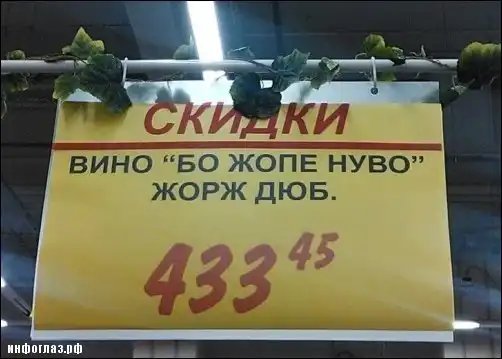 СКИДКИ
ВИНО “БО ЖОПЕ НУВО”
ЖОРЖ ДЮБ.
433 45
инфоглаз.рф